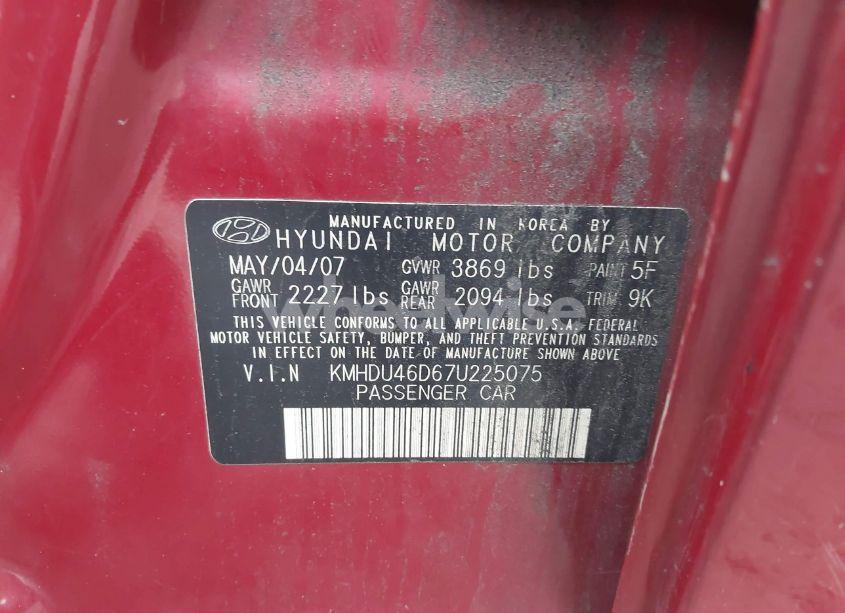 MANUFACTURED IN KOREA BY
HYUNDAI MOTOR COMPANY
MAY/04/07 GVWR 3869 lbs PAINT 5F
GAWR FRONT 2227 lbs GAWR REAR 2094 lbs TRIM 9K
THIS VEHICLE CONFORMS TO ALL APPLICABLE U.S.A. FEDERAL
MOTOR VEHICLE SAFETY, BUMPER, AND THEFT PREVENTION STANDARDS
IN EFFECT ON THE DATE OF MANUFACTURE SHOWN ABOVE
V.I.N KMHDU46D67U225075
PASSENGER CAR
wheelwise